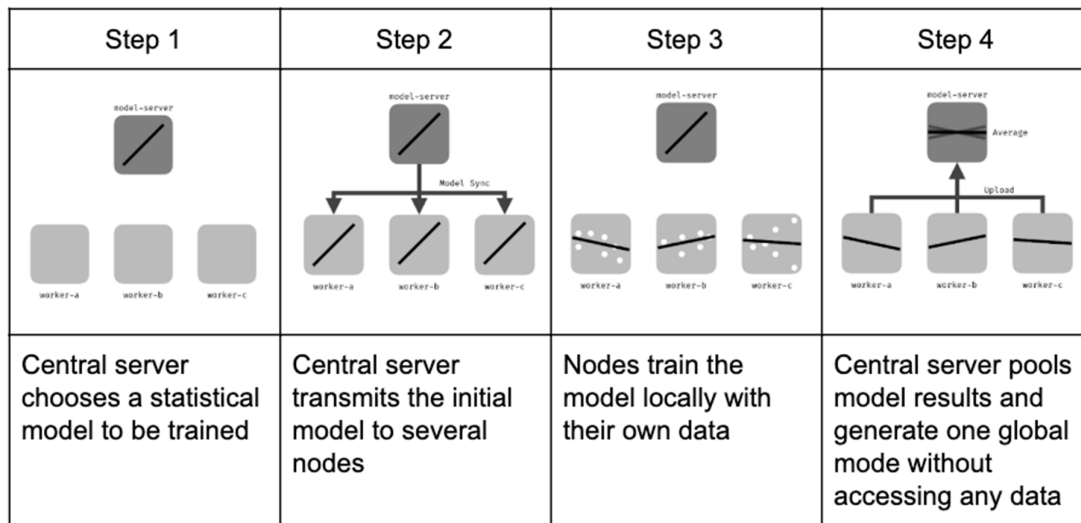 Step 1
Step 2
Step 3
Step 4
model-server
worker-a
worker-b
worker-c
model-server
Model Sync
worker-a
worker-b
worker-c
model-server
worker-a
worker-b
worker-c
model-server
Average
Upload
worker-a
worker-b
worker-c
Central server
chooses a statistical
model to be trained
Central server
transmits the initial
model to several
nodes
Nodes train the
model locally with
their own data
Central server pools
model results and
generate one global
mode without
accessing any data